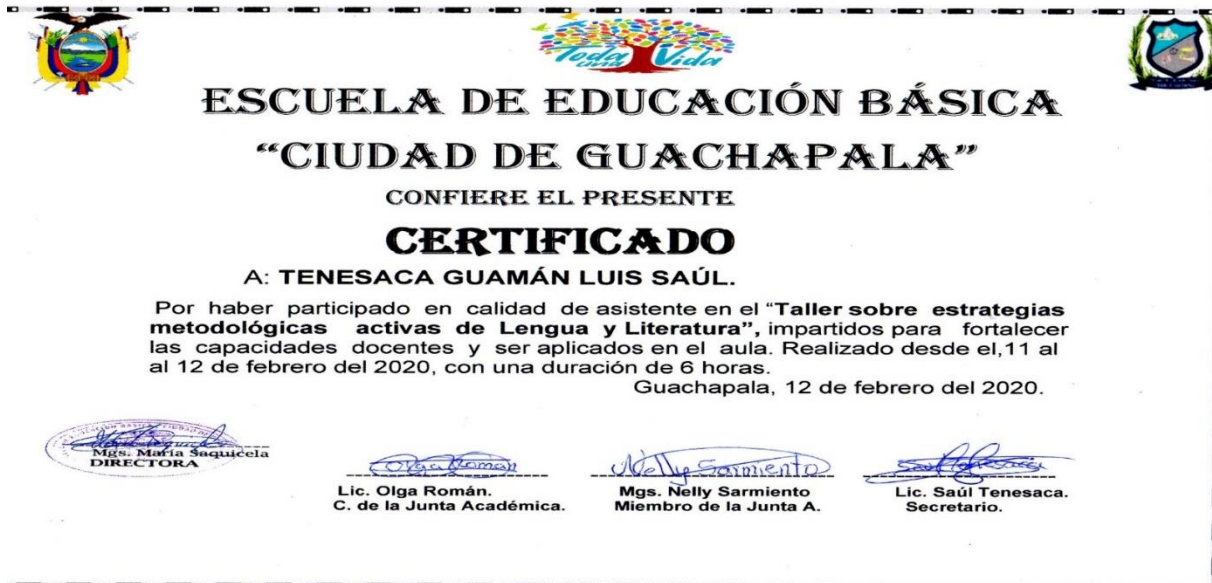 Toda una Vida
ESCUELA DE EDUCACIÓN BÁSICA
“CIUDAD DE GUACHAPALA”
CONFIERE EL PRESENTE
CERTIFICADO
A: TENESACA GUAMÁN LUIS SAÚL.
Por haber participado en calidad de asistente en el “Taller sobre estrategias
metodológicas activas de Lengua y Literatura”, impartidos para fortalecer
las capacidades docentes y ser aplicados en el aula. Realizado desde el,11 al
al 12 de febrero del 2020, con una duración de 6 horas.
Guachapala, 12 de febrero del 2020.
Mgs. María Saquicela
DIRECTORA
Olga Roman
Lic. Olga Román.
C. de la Junta Académica.
Nelly Sarmiento
Mgs. Nelly Sarmiento
Miembro de la Junta A.
Lic. Saúl Tenesaca.
Secretario.